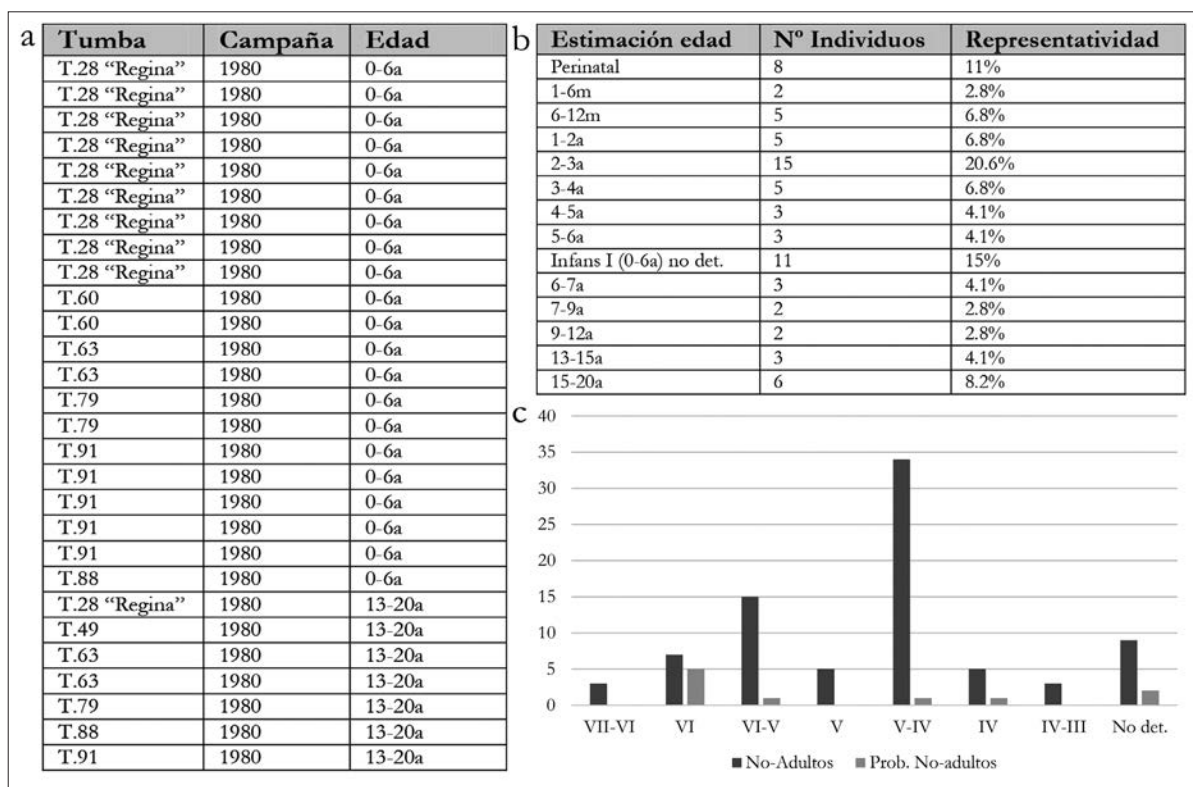 a
Tumba Campaña Edad
T.28 “Regina” 1980 0-6a
T.28 “Regina” 1980 0-6a
T.28 “Regina” 1980 0-6a
T.28 “Regina” 1980 0-6a
T.28 “Regina” 1980 0-6a
T.28 “Regina” 1980 0-6a
T.28 “Regina” 1980 0-6a
T.28 “Regina” 1980 0-6a
T.28 “Regina” 1980 0-6a
T.60 1980 0-6a
T.60 1980 0-6a
T.63 1980 0-6a
T.63 1980 0-6a
T.79 1980 0-6a
T.79 1980 0-6a
T.91 1980 0-6a
T.91 1980 0-6a
T.91 1980 0-6a
T.91 1980 0-6a
T.91 1980 0-6a
T.88 1980 0-6a
T.28 “Regina” 1980 13-20a
T.49 1980 13-20a
T.63 1980 13-20a
T.63 1980 13-20a
T.79 1980 13-20a
T.88 1980 13-20a
T.91 1980 13-20a
b
Estimación edad Nº Individuos Representatividad
Perinatal 8 11%
1-6m 2 2.8%
6-12m 5 6.8%
1-2a 5 6.8%
2-3a 15 20.6%
3-4a 5 6.8%
4-5a 3 4.1%
5-6a 3 4.1%
Infans I (0-6a) no det. 11 15%
6-7a 3 4.1%
7-9a 2 2.8%
9-12a 2 2.8%
13-15a 3 4.1%
15-20a 6 8.2%
c
40
35
30
25
20
15
10
5
0
VII-VI VI VI-V V V-IV IV IV-III No det.
No-Adultos Prob. No-adultos